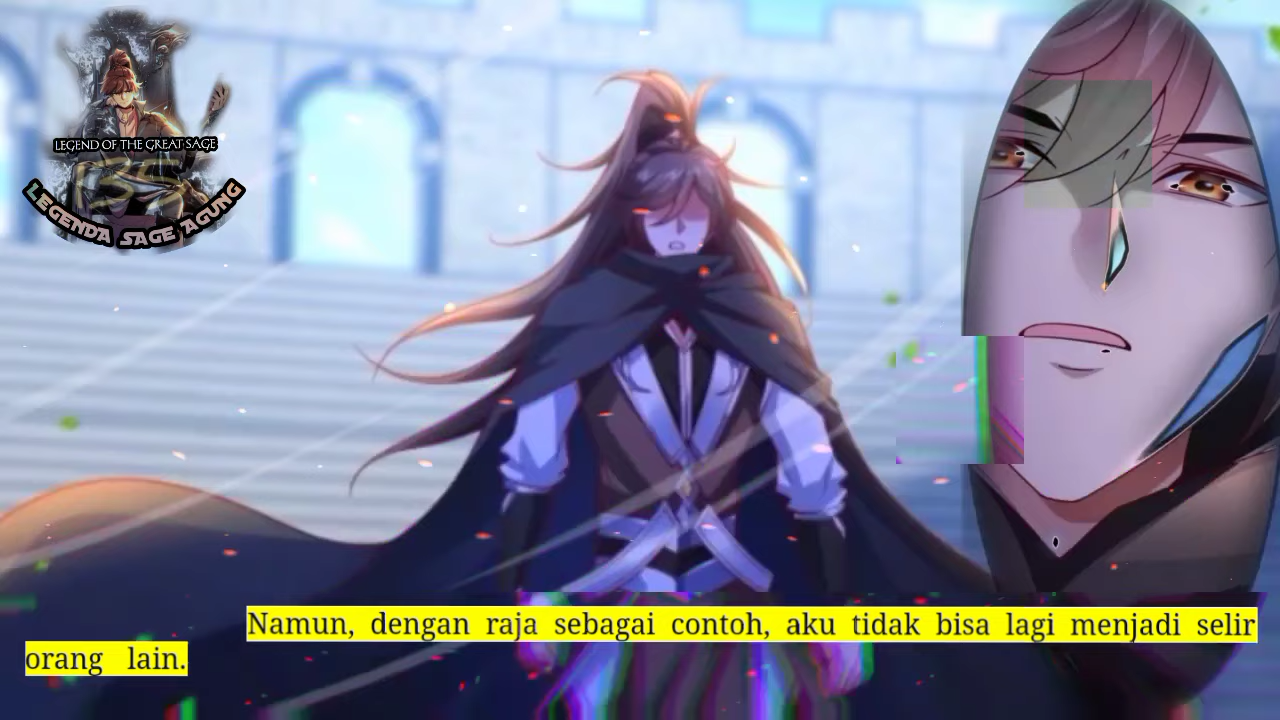 LEGEND OF THE GREAT SAGE
LEGENDA SAGE AGUNG
Namun, dengan raja sebagai contoh, aku tidak bisa lagi menjadi selir
orang lain.